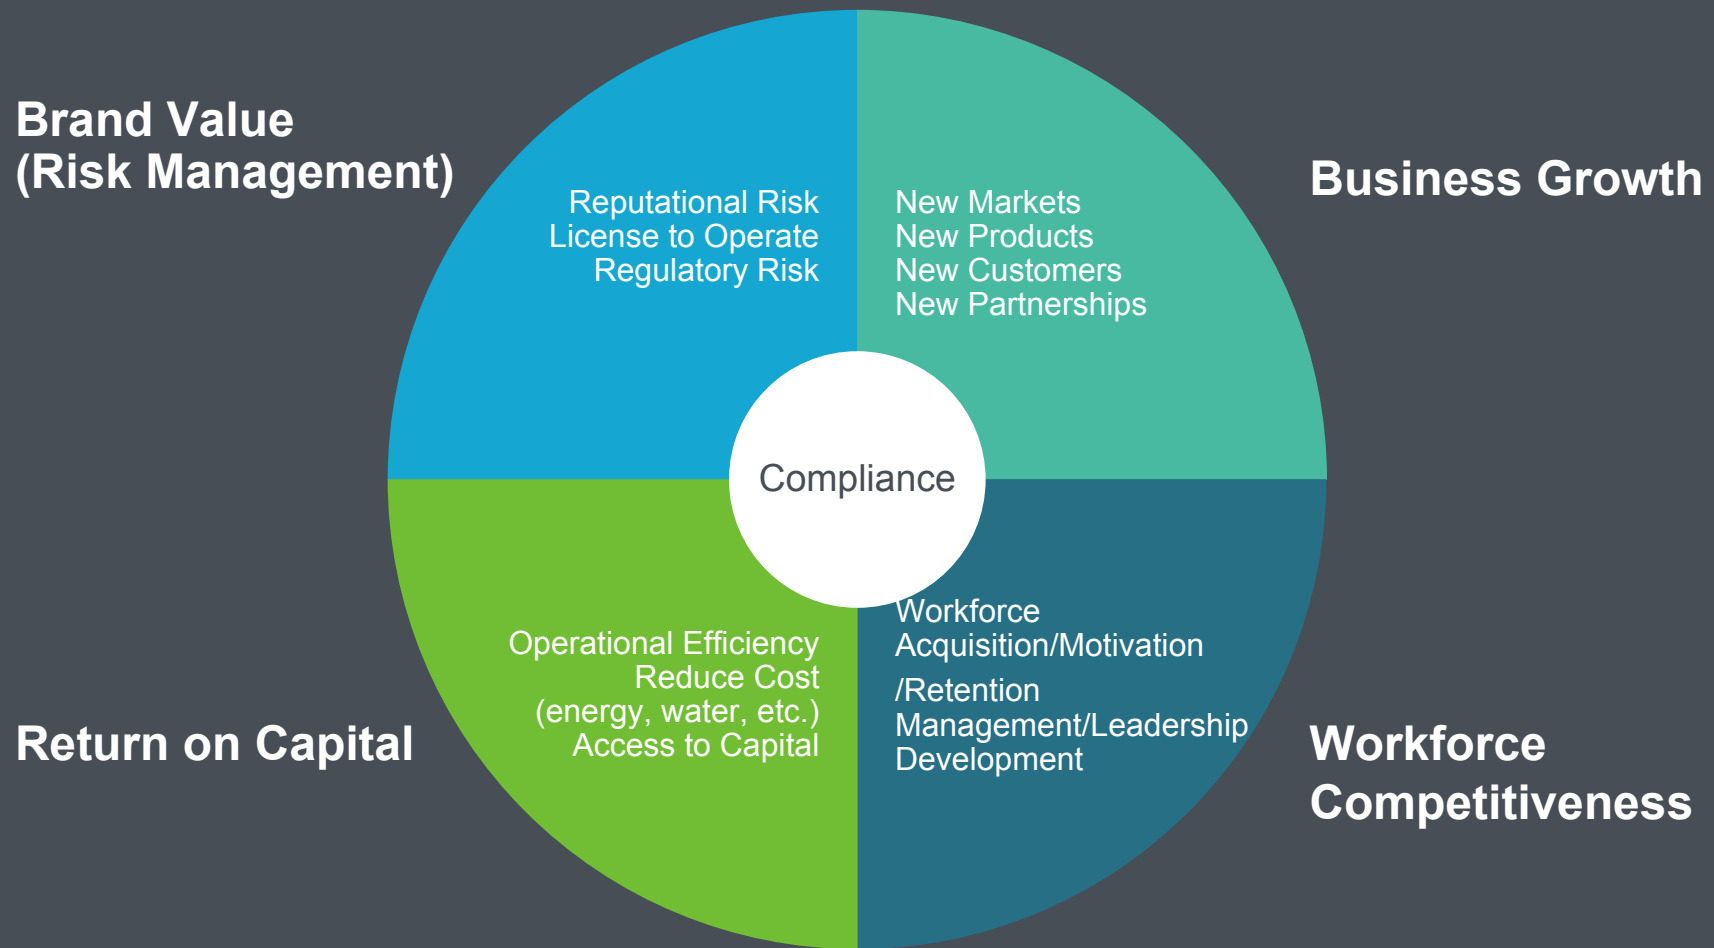 Brand Value
(Risk Management)
Reputational Risk
License to Operate
Regulatory Risk
New Markets
New Products
New Customers
New Partnerships
Business Growth
Compliance
Return on Capital
Operational Efficiency
Reduce Cost
(energy, water, etc.)
Access to Capital
Workforce
Acquisition/Motivation
/Retention
Management/Leadership
Development
Workforce
Competitiveness